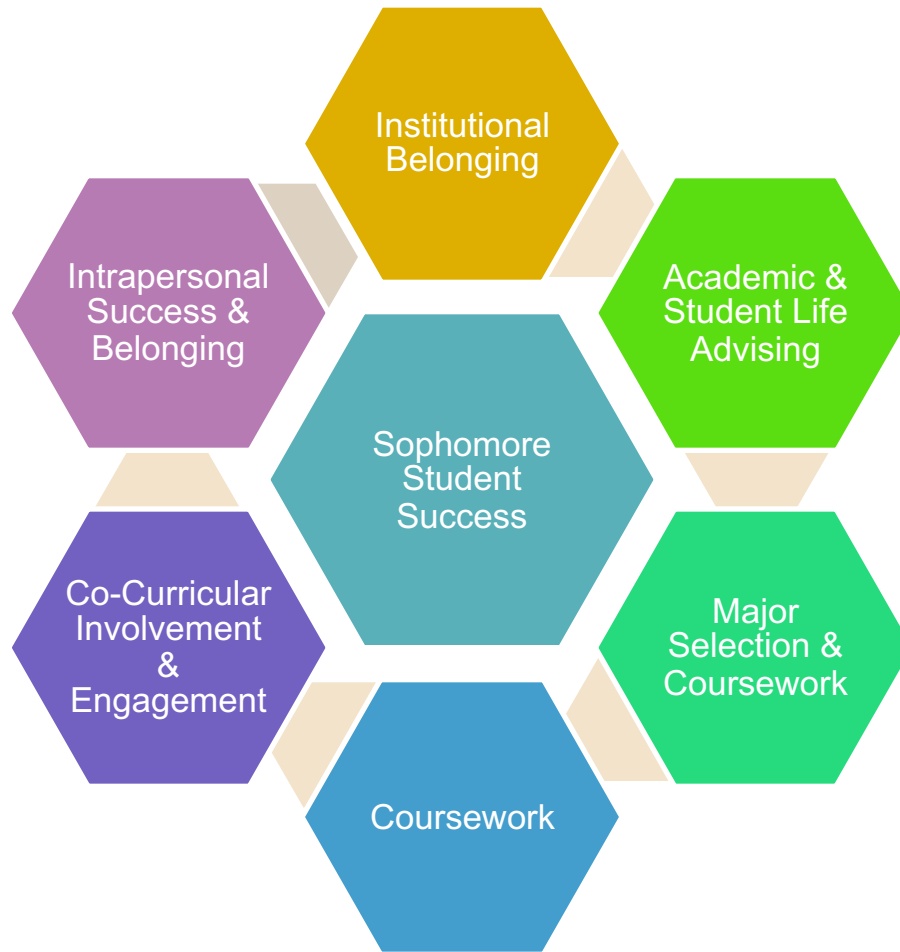 Institutional
Belonging
Academic &
Student Life
Advising
Major
Selection &
Coursework
Coursework
Co-Curricular
Involvement
&
Engagement
Intrapersonal
Success &
Belonging
Sophomore
Student
Success